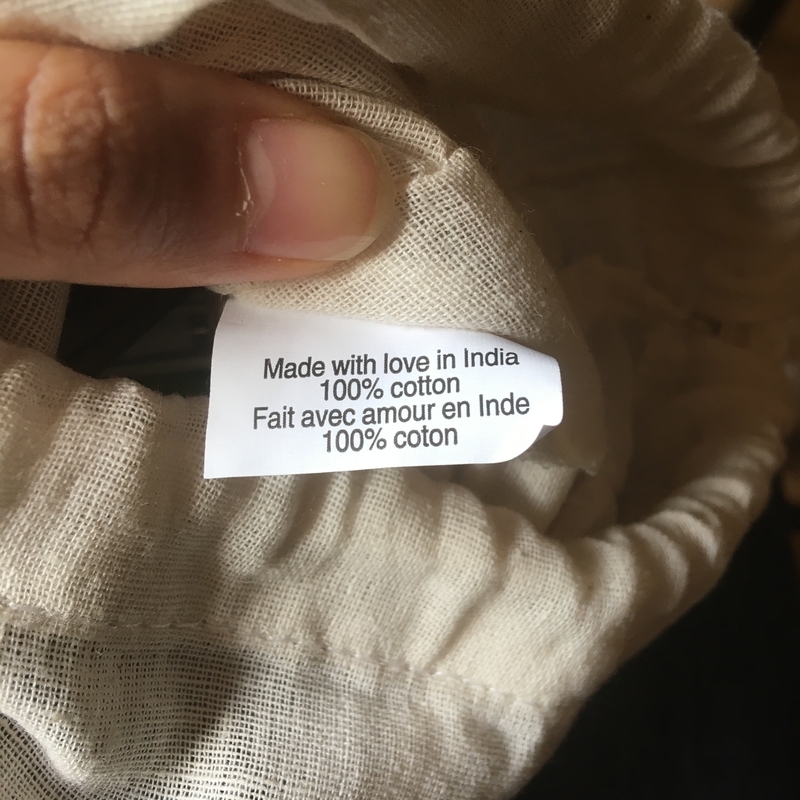 Made with love in India
100% cotton
Fait avec amour en Inde
100% coton